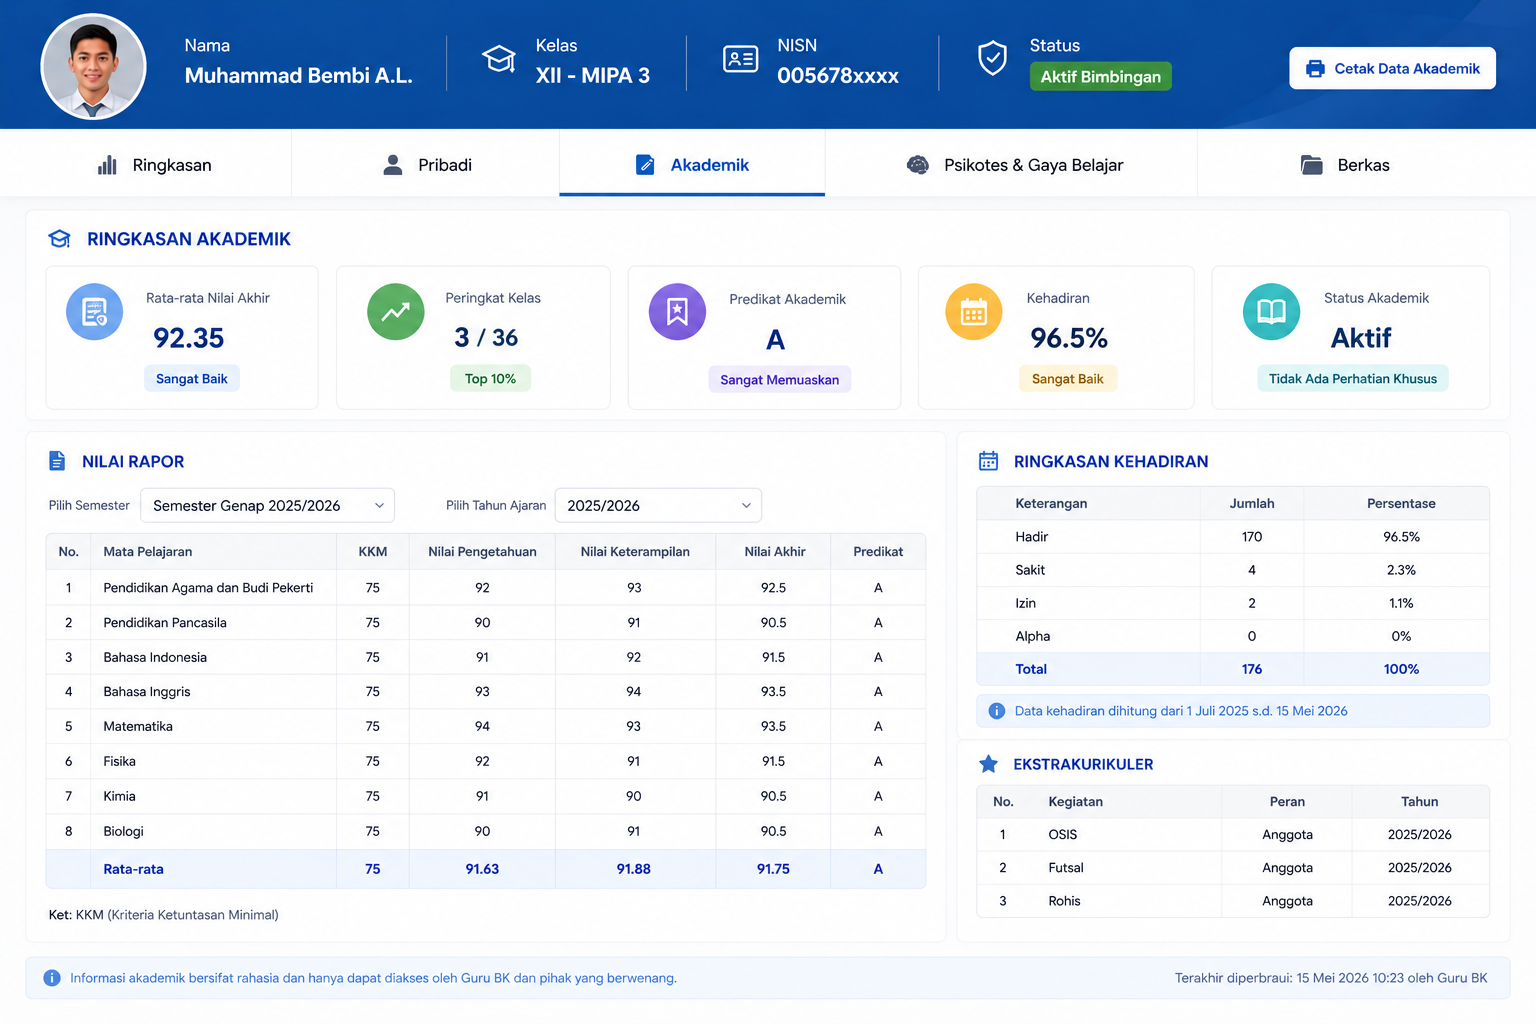 Nama
Muhammad Bembi A.L.
Kelas
XII - MIPA 3
NISN
005678xxxx
Status
Aktif Bimbingan
Cetak Data Akademik
Ringkasan
Pribadi
Akademik
Psikotes & Gaya Belajar
Berkas
RINGKASAN AKADEMIK
Rata-rata Nilai Akhir
92.35
Sangat Baik
Peringkat Kelas
3 / 36
Top 10%
Predikat Akademik
A
Sangat Memuaskan
Kehadiran
96.5%
Sangat Baik
Status Akademik
Aktif
Tidak Ada Perhatian Khusus
NILAI RAPOR
Pilih Semester Semester Genap 2025/2026 Pilih Tahun Ajaran 2025/2026
No. Mata Pelajaran KKM Nilai Pengetahuan Nilai Keterampilan Nilai Akhir Predikat
1 Pendidikan Agama dan Budi Pekerti 75 92 93 92.5 A
2 Pendidikan Pancasila 75 90 91 90.5 A
3 Bahasa Indonesia 75 91 92 91.5 A
4 Bahasa Inggris 75 93 94 93.5 A
5 Matematika 75 94 93 93.5 A
6 Fisika 75 92 91 91.5 A
7 Kimia 75 91 90 90.5 A
8 Biologi 75 90 91 90.5 A
Rata-rata 75 91.63 91.88 91.75 A
Ket: KKM (Kriteria Ketuntasan Minimal)
RINGKASAN KEHADIRAN
Keterangan Jumlah Persentase
Hadir 170 96.5%
Sakit 4 2.3%
Izin 2 1.1%
Alpha 0 0%
Total 176 100%
Data kehadiran dihitung dari 1 Juli 2025 s.d. 15 Mei 2026
EKSTRAKURIKULER
No. Kegiatan Peran Tahun
1 OSIS Anggota 2025/2026
2 Futsal Anggota 2025/2026
3 Rohis Anggota 2025/2026
Informasi akademik bersifat rahasia dan hanya dapat diakses oleh Guru BK dan pihak yang berwenang.
Terakhir diperbraui: 15 Mei 2026 10:23 oleh Guru BK